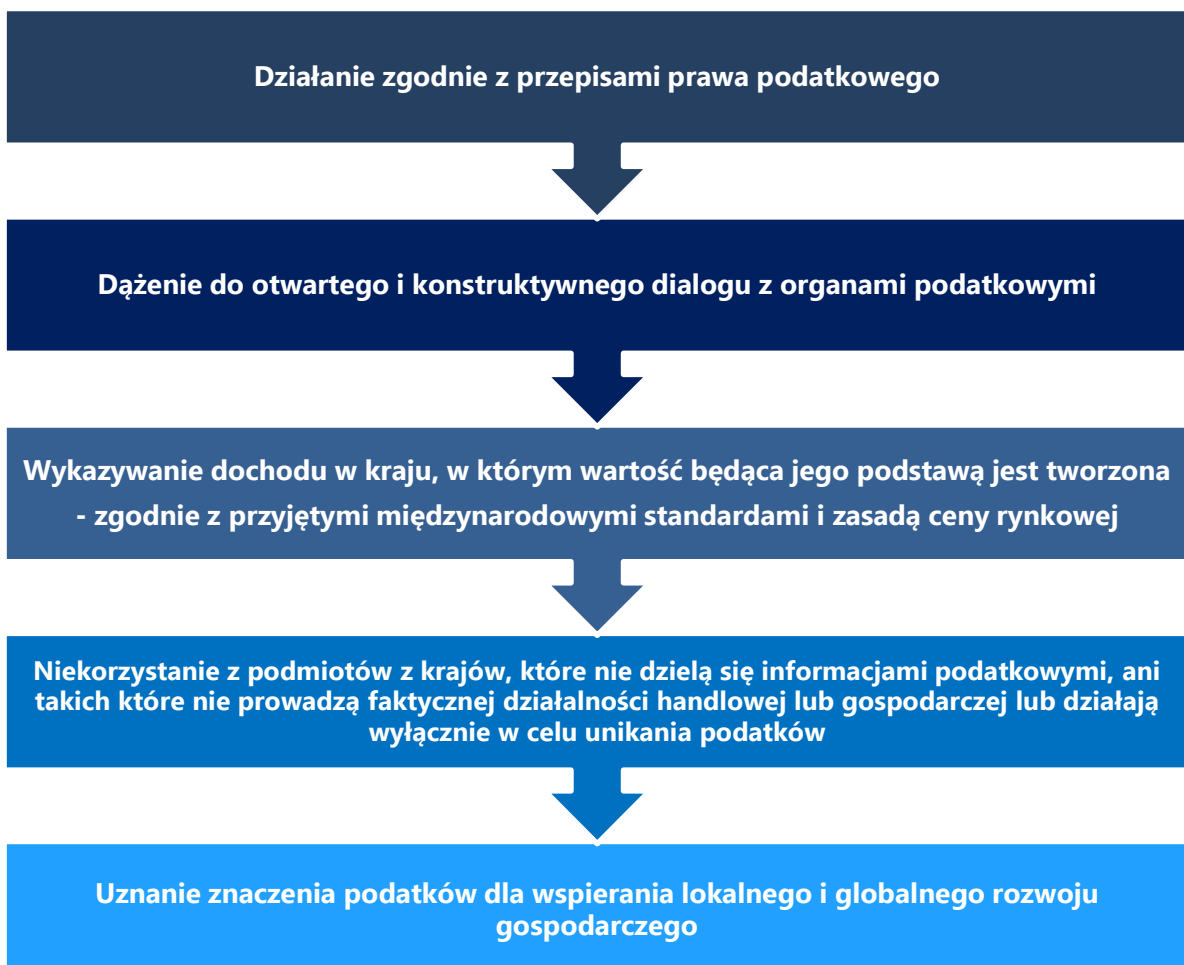 Działanie zgodnie z przepisami prawa podatkowego
Dążenie do otwartego i konstruktywnego dialogu z organami podatkowymi
Wykazywanie dochodu w kraju, w którym wartość będąca jego podstawą jest tworzona
- zgodnie z przyjętymi międzynarodowymi standardami i zasadą ceny rynkowej
Niekorzystanie z podmiotów z krajów, które nie dzielą się informacjami podatkowymi, ani
takich które nie prowadzą faktycznej działalności handlowej lub gospodarczej lub działają
wyłącznie w celu unikania podatków
Uznanie znaczenia podatków dla wspierania lokalnego i globalnego rozwoju
gospodarczego